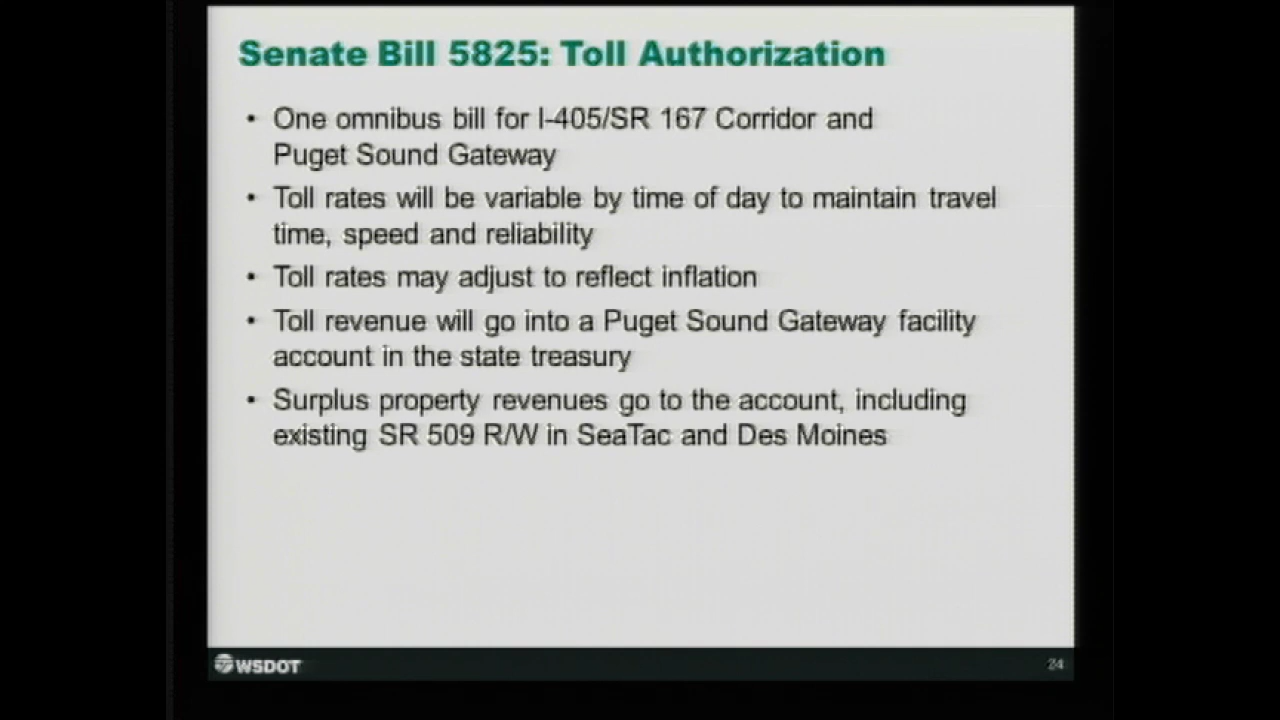 Senate Bill 5825: Toll Authorization
• One omnibus bill for I-405/SR 167 Corridor and
Puget Sound Gateway
• Toll rates will be variable by time of day to maintain travel
time, speed and reliability
• Toll rates may adjust to reflect inflation
• Toll revenue will go into a Puget Sound Gateway facility
account in the state treasury
• Surplus property revenues go to the account, including
existing SR 509 R/W in SeaTac and Des Moines
WSDOT
24